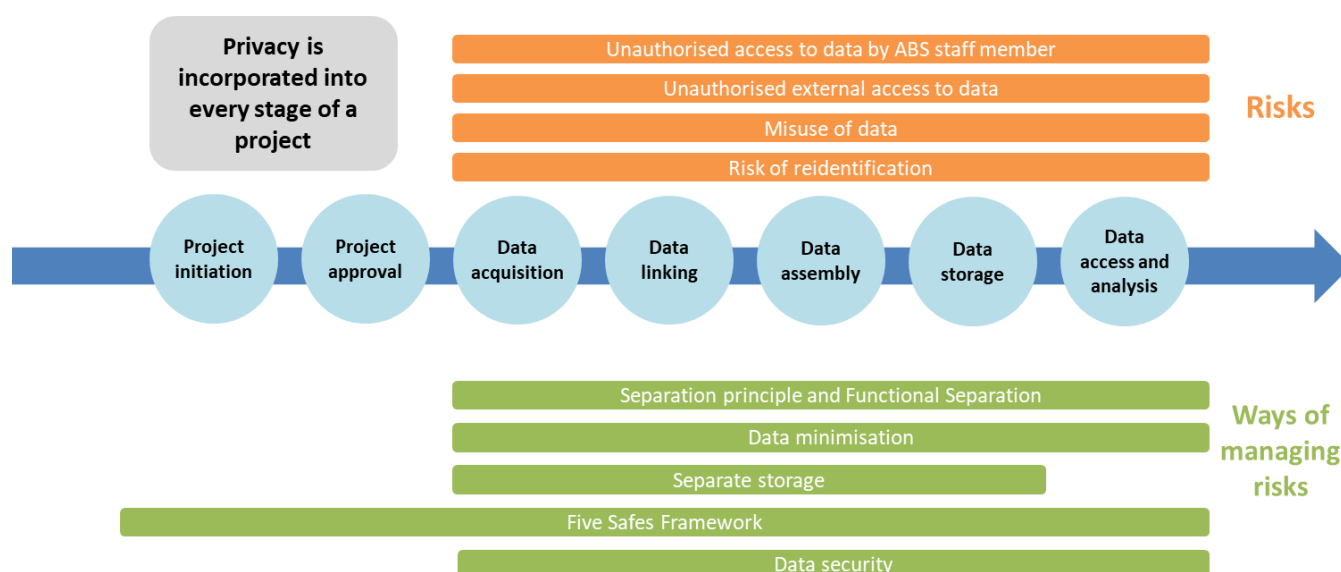 Privacy is
incorporated into
every stage of a
project
Unauthorised access to data by ABS staff member
Unauthorised external access to data
Misuse of data
Risk of reidentification
Risks
Project
initiation
Project
approval
Data
acquisition
Data
linking
Data
assembly
Data
storage
Data
access and
analysis
Separation principle and Functional Separation
Data minimisation
Separate storage
Five Safes Framework
Data security
Ways of
managing
risks